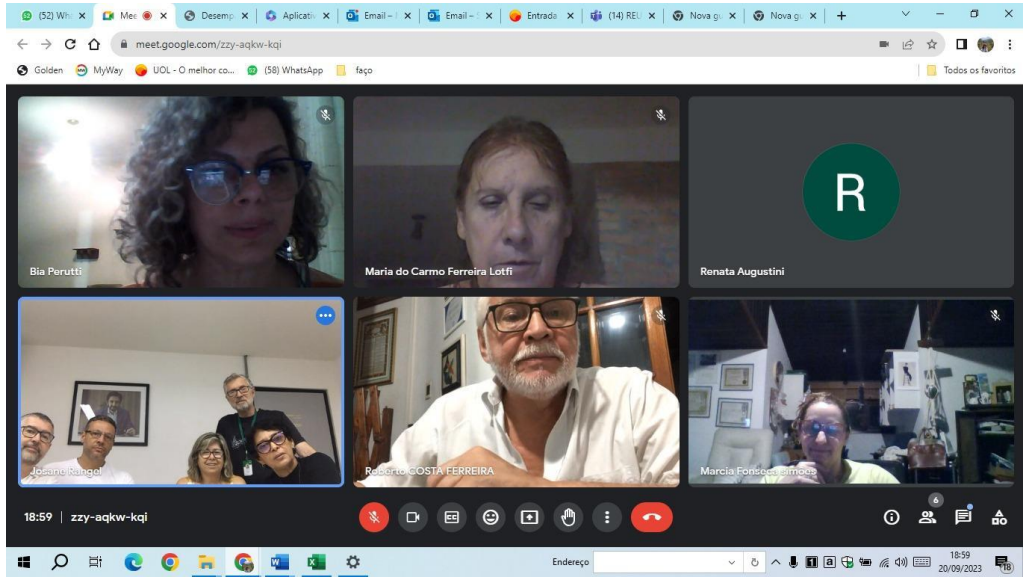 (52) Wh
Mee
Desemp
Aplicativ
Email –
Email –
Entrada
(14) REU
Nova gu
Nova gu
meet.google.com/zzy-aqkw-kqi
Golden
MyWay
UOL - O melhor co...
(58) WhatsApp
faço
Todos os favoritos
R
Bia Perutti
Maria do Carmo Ferreira Lotfi
Renata Augustini
Josane Rangel
Roberto COSTA FERREIRA
Marcia Fonseca Simoes
18:59 | zzy-aqkw-kqi
CC
6
Endereço
18:59
20/09/2023
18